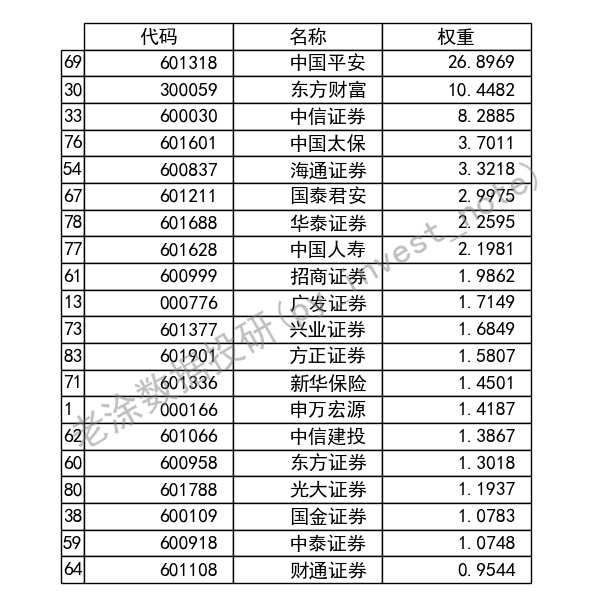 代码 名称 权重
69 601318 中国平安 26.8969
30 300059 东方财富 10.4482
33 600030 中信证券 8.2885
76 601601 中国太保 3.7011
54 600837 海通证券 3.3218
67 601211 国泰君安 2.9975
78 601688 华泰证券 2.2595
77 601628 中国人寿 2.1981
61 600999 招商证券 1.9862
13 000776 广发证券 1.7149
73 601377 兴业证券 1.6849
83 601901 方正证券 1.5807
71 601336 新华保险 1.4501
1 000166 申万宏源 1.4187
62 601066 中信建投 1.3867
60 600958 东方证券 1.3018
80 601788 光大证券 1.1937
38 600109 国金证券 1.0783
59 600918 中泰证券 1.0748
64 601108 财通证券 0.9544
老涂数据投研(py_invest_note)